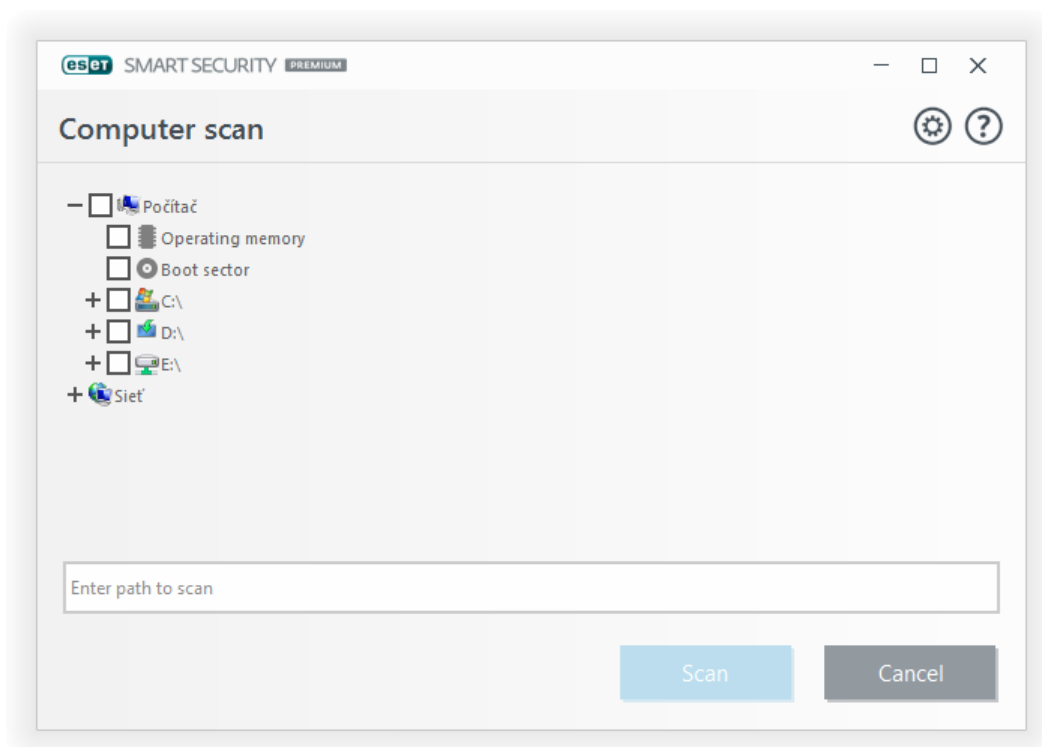 eset SMART SECURITY PREMIUM
Computer scan
Počítač
Operating memory
Boot sector
C:\
D:\
E:\
Sieť
Enter path to scan
Scan Cancel